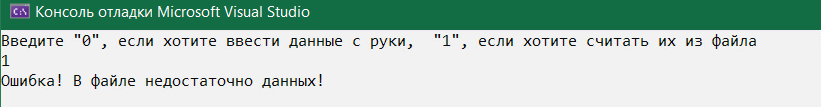 Консоль отладки Microsoft Visual Studio
Введите "0", если хотите ввести данные с руки,  "1", если хотите считать их из файла
1
Ошибка! В файле недостаточно данных!